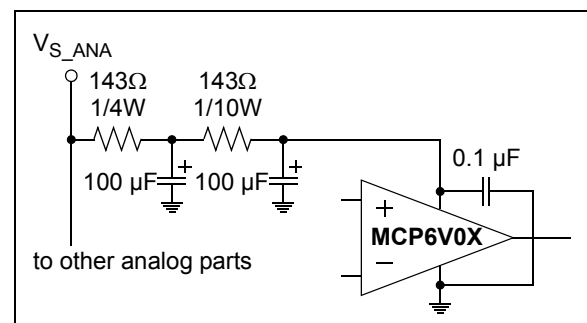 V_S_ANA
143Ω 143Ω
1/4W 1/10W
100 µF + 100 µF + 0.1 µF
+
MCP6V0X
−
to other analog parts